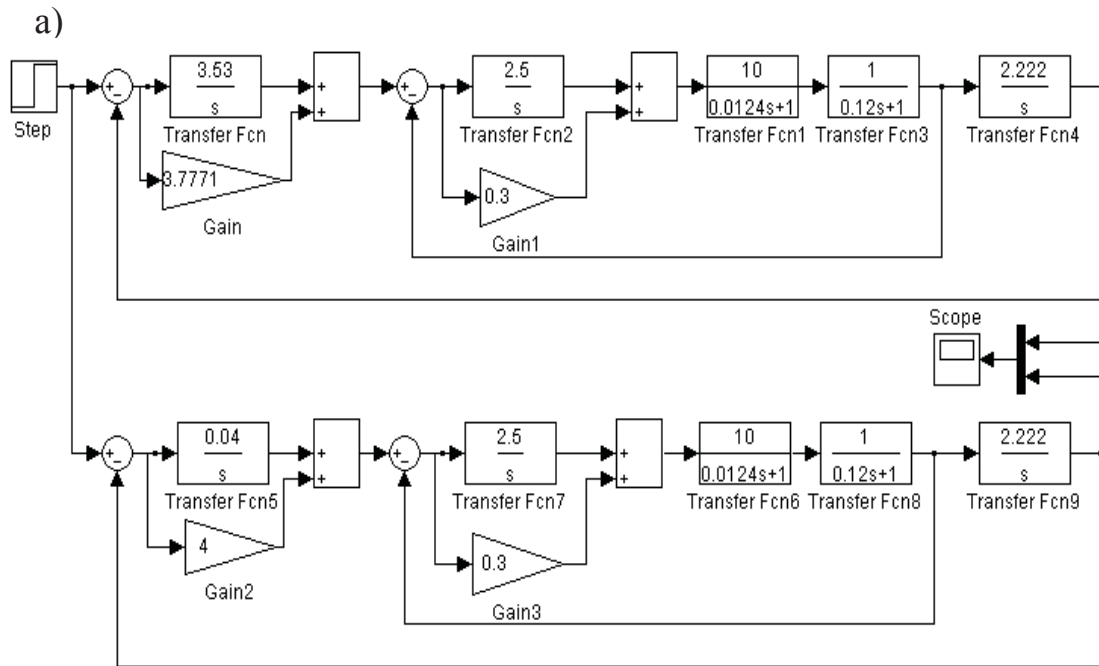 a)
Step
+
-
3.53
s
Transfer Fcn
3.7771
Gain
+
+
+
-
2.5
s
Transfer Fcn2
0.3
Gain1
+
+
10
0.0124s+1
Transfer Fcn1
1
0.12s+1
Transfer Fcn3
2.222
s
Transfer Fcn4
Scope
+
-
0.04
s
Transfer Fcn5
4
Gain2
+
+
+
-
2.5
s
Transfer Fcn7
0.3
Gain3
+
+
10
0.0124s+1
Transfer Fcn6
1
0.12s+1
Transfer Fcn8
2.222
s
Transfer Fcn9